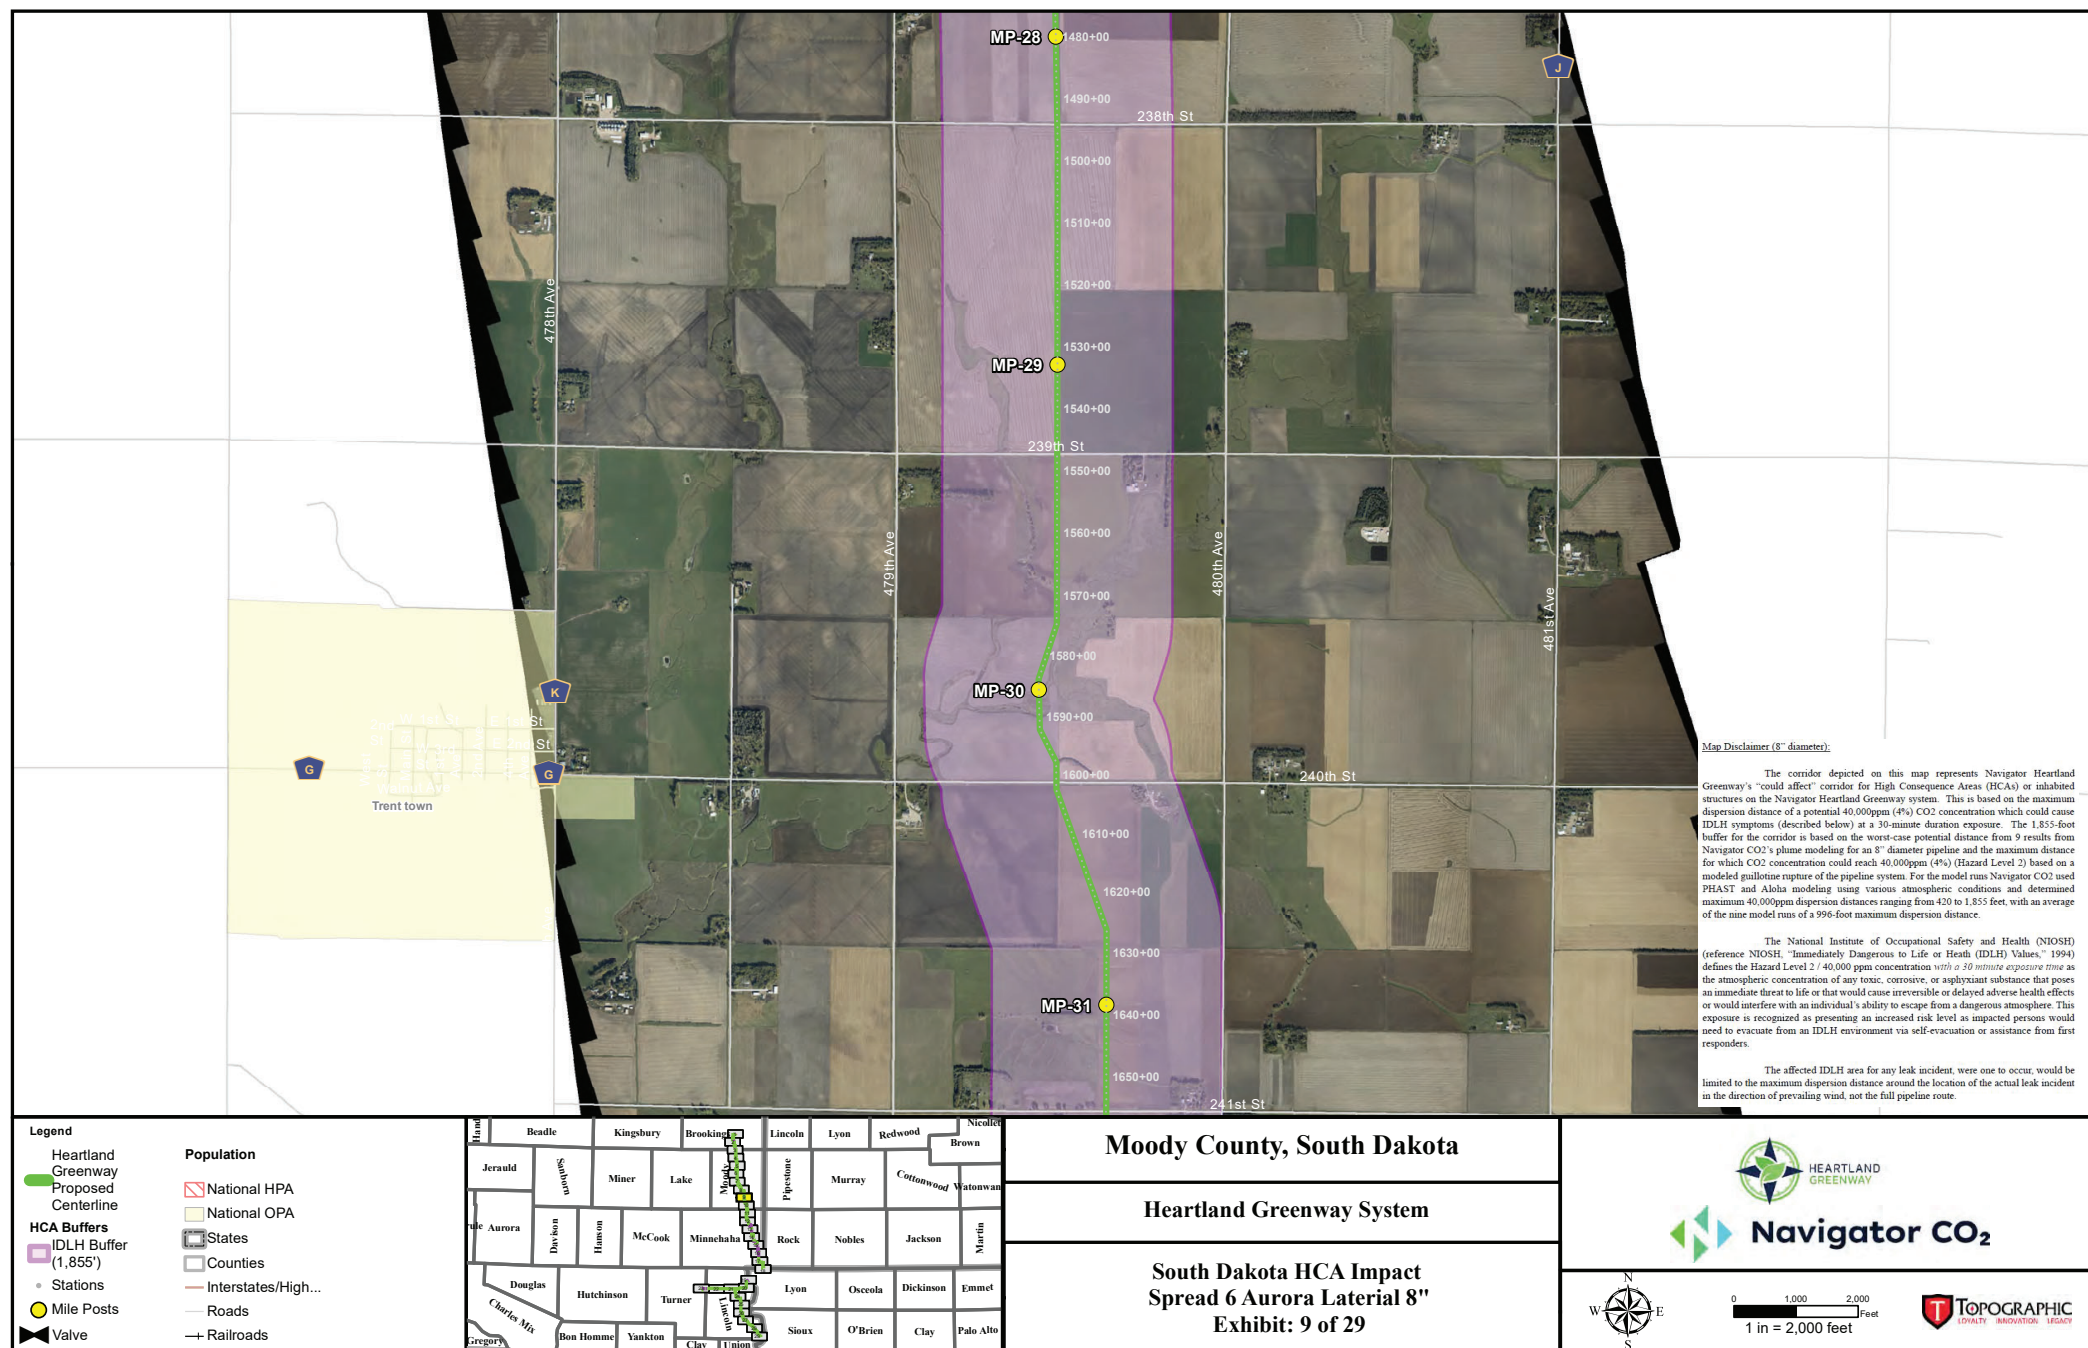 MP-28
1480+00
J
1490+00
238th St
1500+00
1510+00
1520+00
478th Ave
1530+00
MP-29
1540+00
239th St
1550+00
1560+00
479th Ave
480th Ave
1570+00
481st Ave
1580+00
MP-30
K
1590+00
W 1st St
E 1st St
E 2nd St
G
G
Walnut Ave
Trent town
1600+00
240th St
1610+00
1620+00
1630+00
MP-31
1640+00
1650+00
241st St
Map Disclaimer (8" diameter):
The corridor depicted on this map represents Navigator Heartland
Greenway's "could affect" corridor for High Consequence Areas (HCAs) or inhabited
structures on the Navigator Heartland Greenway system. This is based on the maximum
dispersion distance of a potential 40,000ppm (4%) CO2 concentration which could cause
IDLH symptoms (described below) at a 30-minute duration exposure. The 1,855-foot
buffer for the corridor is based on the worst-case potential distance from 9 results from
Navigator CO2's plume modeling for an 8" diameter pipeline and the maximum distance
for which CO2 concentration could reach 40,000ppm (4%) (Hazard Level 2) based on a
modeled guillotine rupture of the pipeline system. For the model runs Navigator CO2 used
PHAST and Aloha modeling using various atmospheric conditions and determined
maximum 40,000ppm dispersion distances ranging from 420 to 1,855 feet, with an average
of the nine model runs of a 996-foot maximum dispersion distance.
The National Institute of Occupational Safety and Health (NIOSH)
(reference NIOSH, "Immediately Dangerous to Life or Heath (IDLH) Values," 1994)
defines the Hazard Level 2 / 40,000 ppm concentration with a 30 minute exposure time as
the atmospheric concentration of any toxic, corrosive, or asphyxiant substance that poses
an immediate threat to life or that would cause irreversible or delayed adverse health effects
or would interfere with an individual's ability to escape from a dangerous atmosphere. This
exposure is recognized as presenting an increased risk level as impacted persons would
need to evacuate from an IDLH environment via self-evacuation or assistance from first
responders.
The affected IDLH area for any leak incident, were one to occur, would be
limited to the maximum dispersion distance around the location of the actual leak incident
in the direction of prevailing wind, not the full pipeline route.
Legend
Heartland
Greenway
Proposed
Centerline
HCA Buffers
IDLH Buffer
(1,855')
Stations
Mile Posts
Valve
Population
National HPA
National OPA
States
Counties
Interstates/High...
Roads
Railroads
Hand
Beadle
Kingsbury
Brookings
Lincoln
Lyon
Redwood
Nicollet
Brown
Jerauld
Sanborn
Miner
Lake
Moody
Pipestone
Murray
Cottonwood
Watonwan
rule
Aurora
Davison
Hanson
McCook
Minnehaha
Rock
Nobles
Jackson
Martin
Douglas
Charles Mix
Hutchinson
Turner
Lincoln
Lyon
Osceola
Dickinson
Emmet
Gregory
Bon Homme
Yankton
Clay
Union
Sioux
O'Brien
Clay
Palo Alto
Moody County, South Dakota
Heartland Greenway System
South Dakota HCA Impact
Spread 6 Aurora Laterial 8"
Exhibit: 9 of 29
HEARTLAND
GREENWAY
Navigator CO₂
N
W
E
S
0
1,000
2,000
Feet
1 in = 2,000 feet
TOPOGRAPHIC
LOYALTY INNOVATION LEGACY